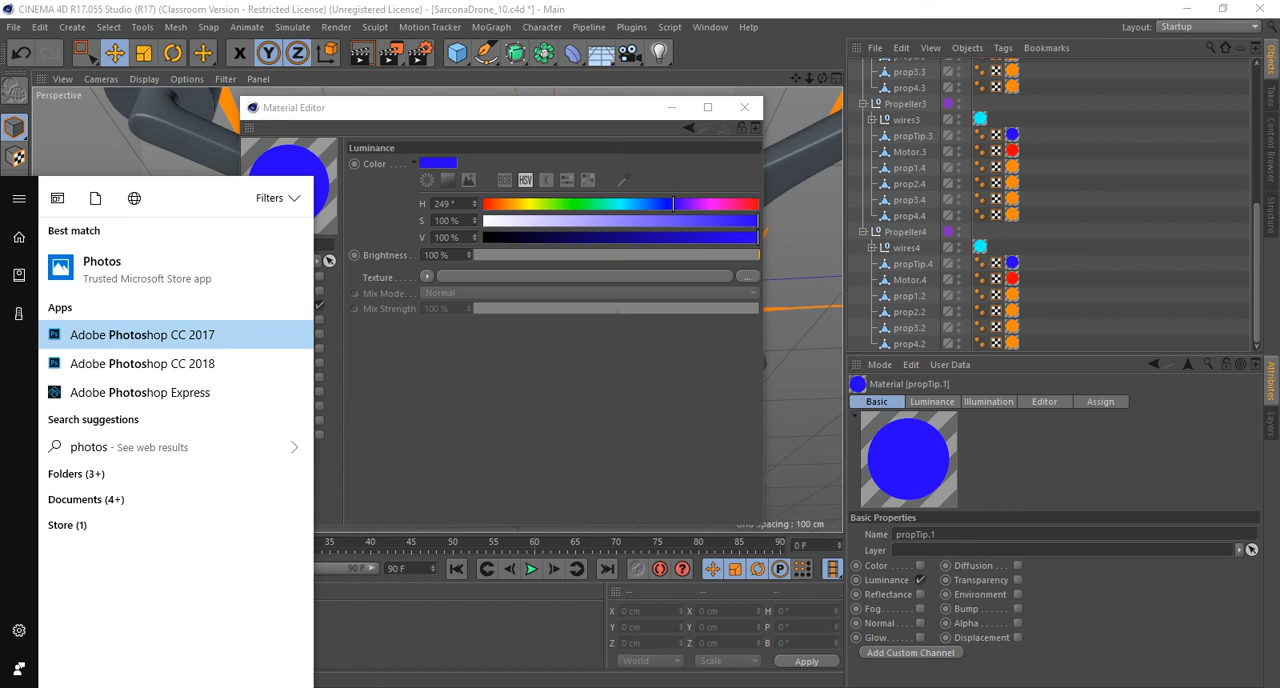 CINEMA 4D R17.055 Studio (R17) (Classroom Version - Restricted License) (Unregistered License) - [SarconaDrone_10.c4d *] - Main
File Edit Create Select Tools Mesh Snap Animate Simulate Render Sculpt Motion Tracker MoGraph Character Pipeline Plugins Script Window Help
Layout: Startup
X Y Z
View Cameras Display Options Filter Panel
Perspective
Material Editor
Luminance
Color
RGB HSV K
H 249 °
S 100 %
V 100 %
Brightness 100 %
Texture ...
Mix Mode Normal
Mix Strength 100 %
Filters
Best match
Photos
Trusted Microsoft Store app
Apps
Adobe Photoshop CC 2017
Adobe Photoshop CC 2018
Adobe Photoshop Express
Search suggestions
photos - See web results
Folders (3+)
Documents (4+)
Store (1)
Grid Spacing : 100 cm
35 40 45 50 55 60 65 70 75 80 85 90 0 F
90 F 90 F
P
-- -- --
X 0 cm X 0 cm H 0 °
Y 0 cm Y 0 cm P 0 °
Z 0 cm Z 0 cm B 0 °
World Scale Apply
File Edit View Objects Tags Bookmarks
prop3.3
prop4.3
Propeller3
wires3
propTip.3
Motor.3
prop1.4
prop2.4
prop3.4
prop4.4
Propeller4
wires4
propTip.4
Motor.4
prop1.2
prop2.2
prop3.2
prop4.2
Objects
Takes
Content Browser
Structure
Mode Edit User Data
Material [propTip.1]
Basic Luminance Illumination Editor Assign
Basic Properties
Name propTip.1
Layer
Color Diffusion
Luminance Transparency
Reflectance Environment
Fog Bump
Normal Alpha
Glow Displacement
Add Custom Channel
Attributes
Layers